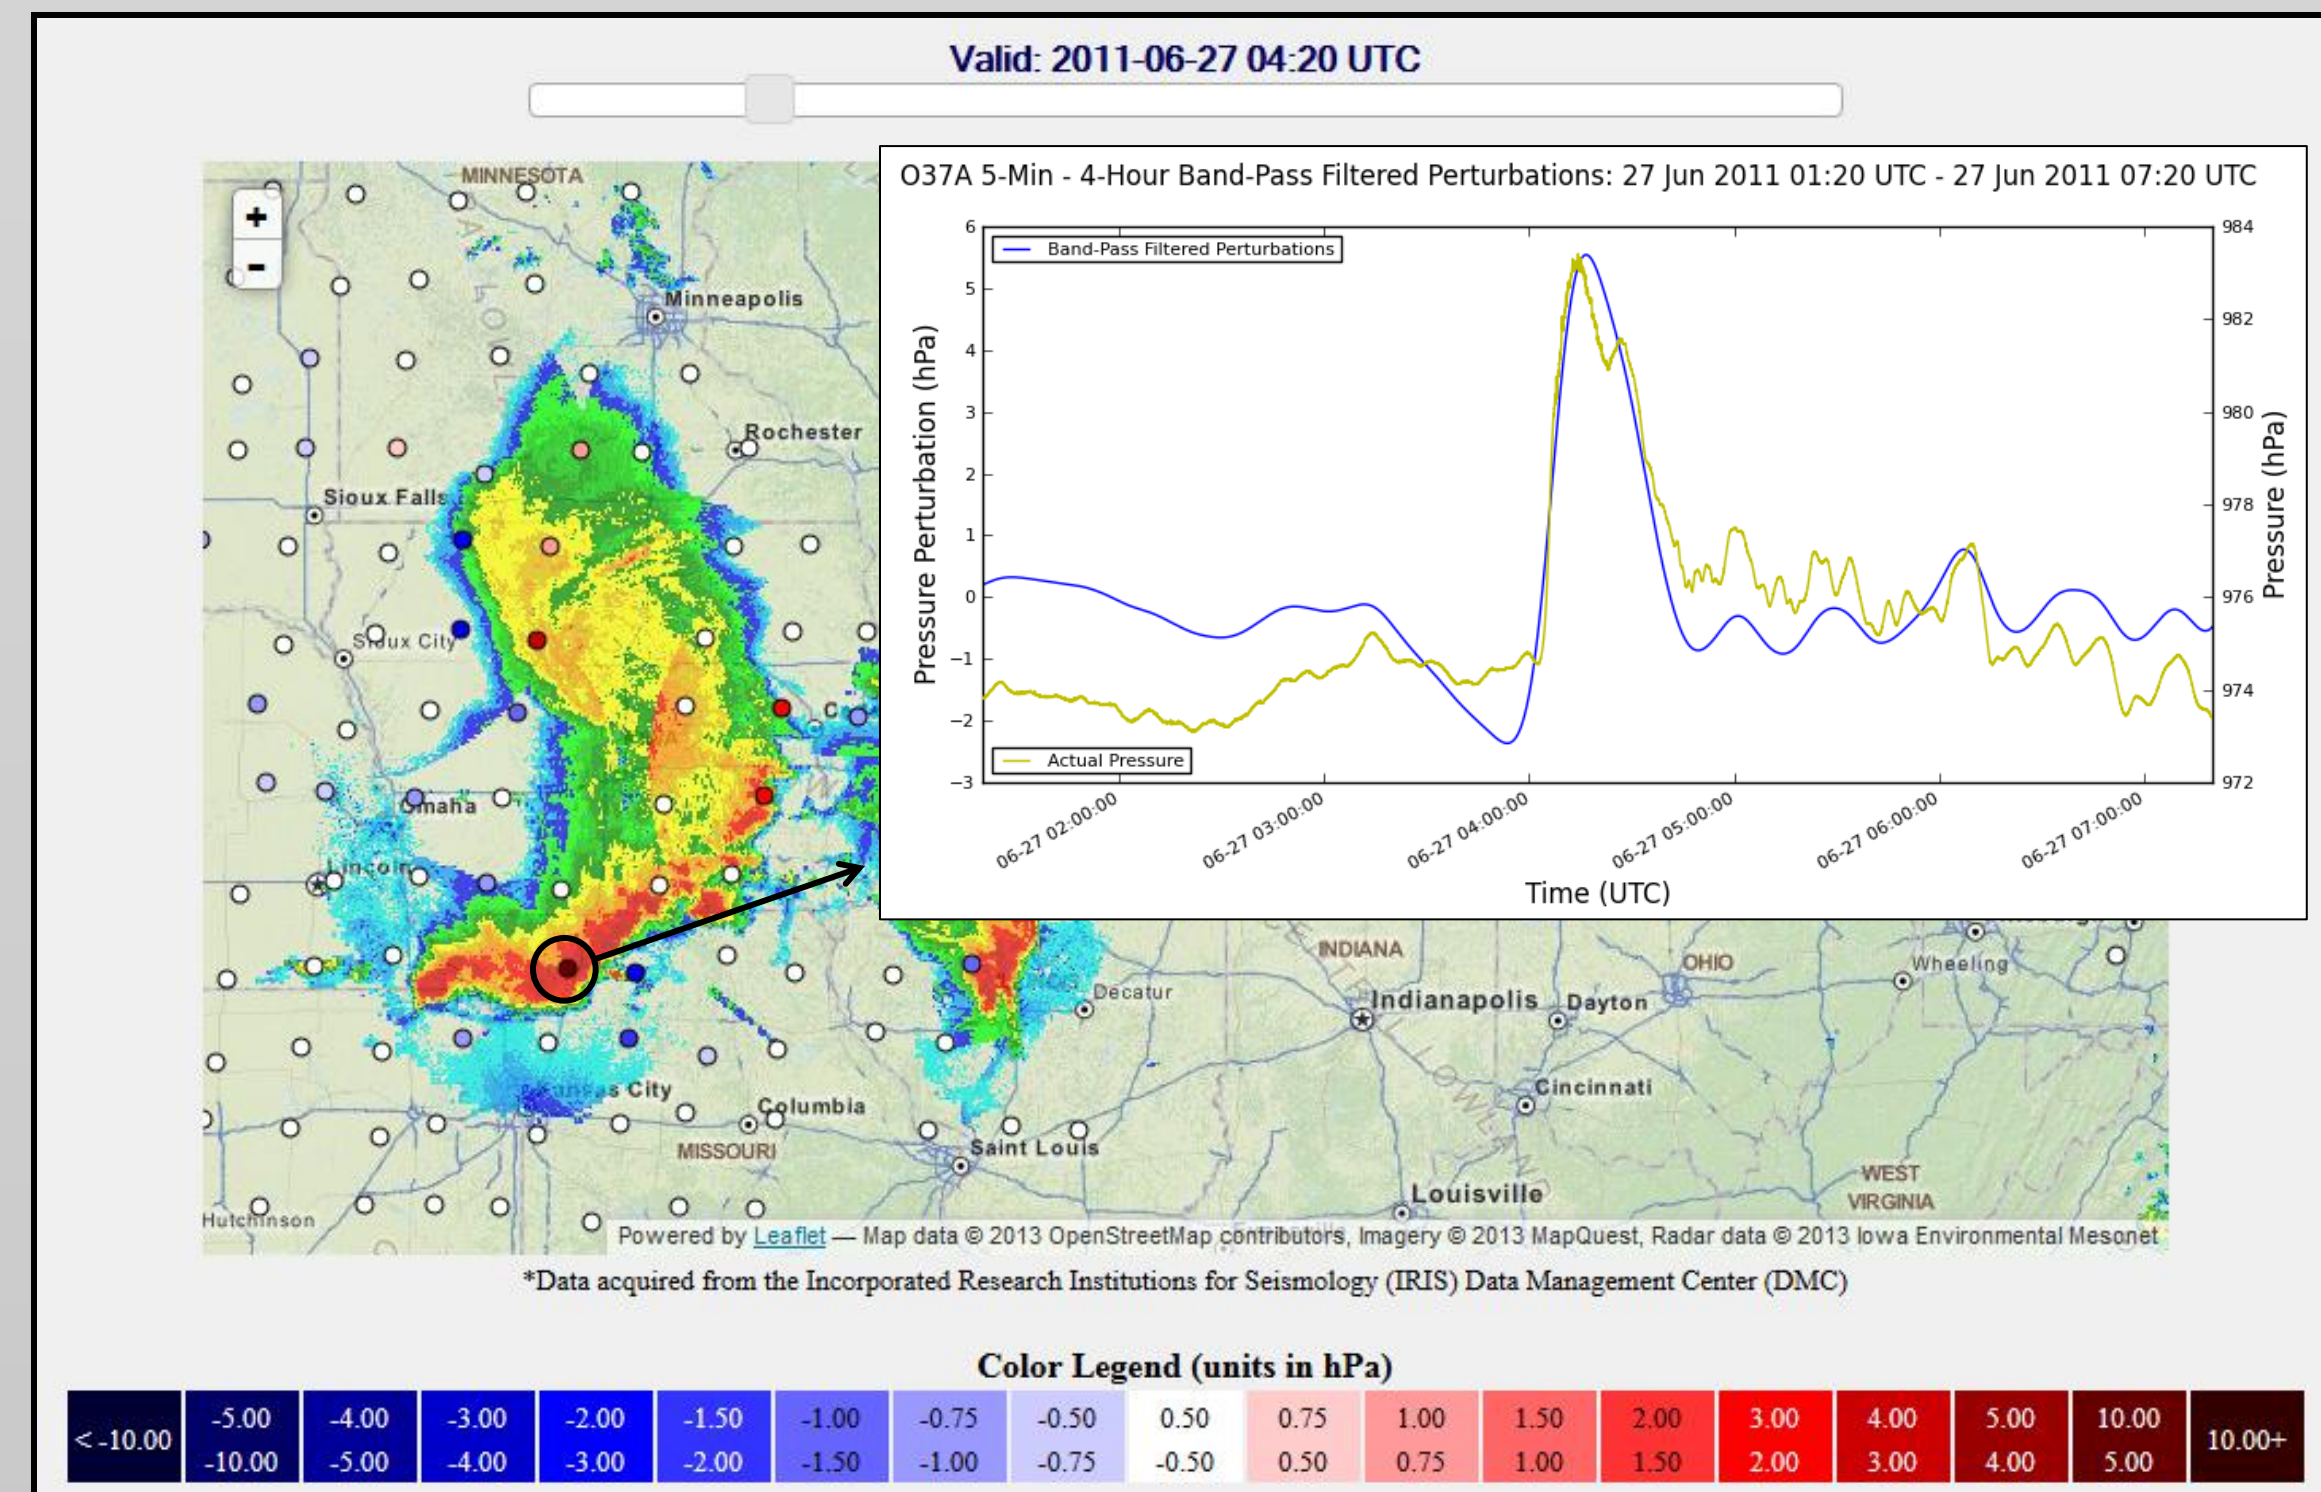 Valid: 2011-06-27 04:20 UTC
O37A 5-Min - 4-Hour Band-Pass Filtered Perturbations: 27 Jun 2011 01:20 UTC - 27 Jun 2011 07:20 UTC
Band-Pass Filtered Perturbations
Actual Pressure
Pressure Perturbation (hPa)
6
5
4
3
2
1
0
−1
−2
−3
Pressure (hPa)
984
982
980
978
976
974
972
06-27 02:00:00
06-27 03:00:00
06-27 04:00:00
06-27 05:00:00
06-27 06:00:00
06-27 07:00:00
Time (UTC)
+
-
MINNESOTA
Minneapolis
Rochester
Sioux Falls
Sioux City
Omaha
Lincoln
INDIANA
OHIO
Wheeling
Decatur
Indianapolis
Dayton
Kansas City
Columbia
Cincinnati
MISSOURI
Saint Louis
WEST
VIRGINIA
Louisville
Hutchinson
Powered by Leaflet — Map data © 2013 OpenStreetMap contributors, Imagery © 2013 MapQuest, Radar data © 2013 Iowa Environmental Mesonet
*Data acquired from the Incorporated Research Institutions for Seismology (IRIS) Data Management Center (DMC)
Color Legend (units in hPa)
< -10.00
-5.00 -4.00 -3.00 -2.00 -1.50 -1.00 -0.75 -0.50 0.50 0.75 1.00 1.50 2.00 3.00 4.00 5.00 10.00
-10.00 -5.00 -4.00 -3.00 -2.00 -1.50 -1.00 -0.75 -0.50 0.50 0.75 1.00 1.50 2.00 3.00 4.00 5.00
10.00+